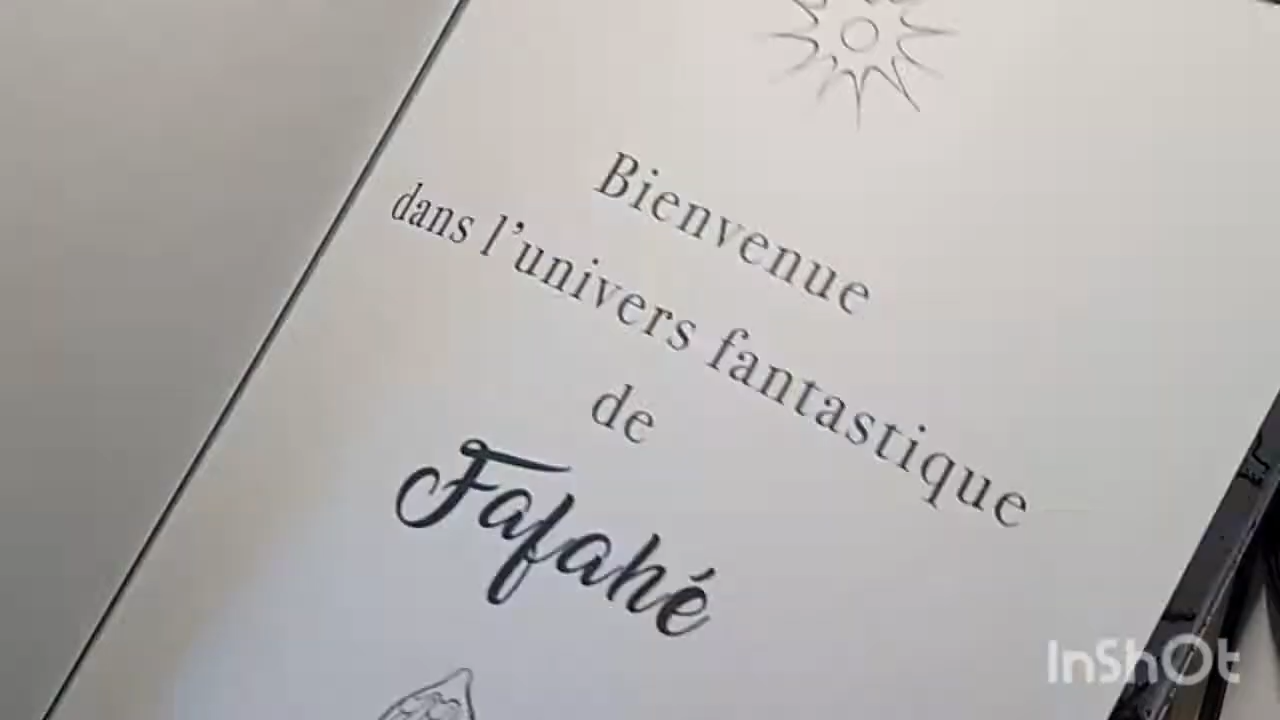 Bienvenue
dans l'univers fantastique
de
Fafahé
InShOt